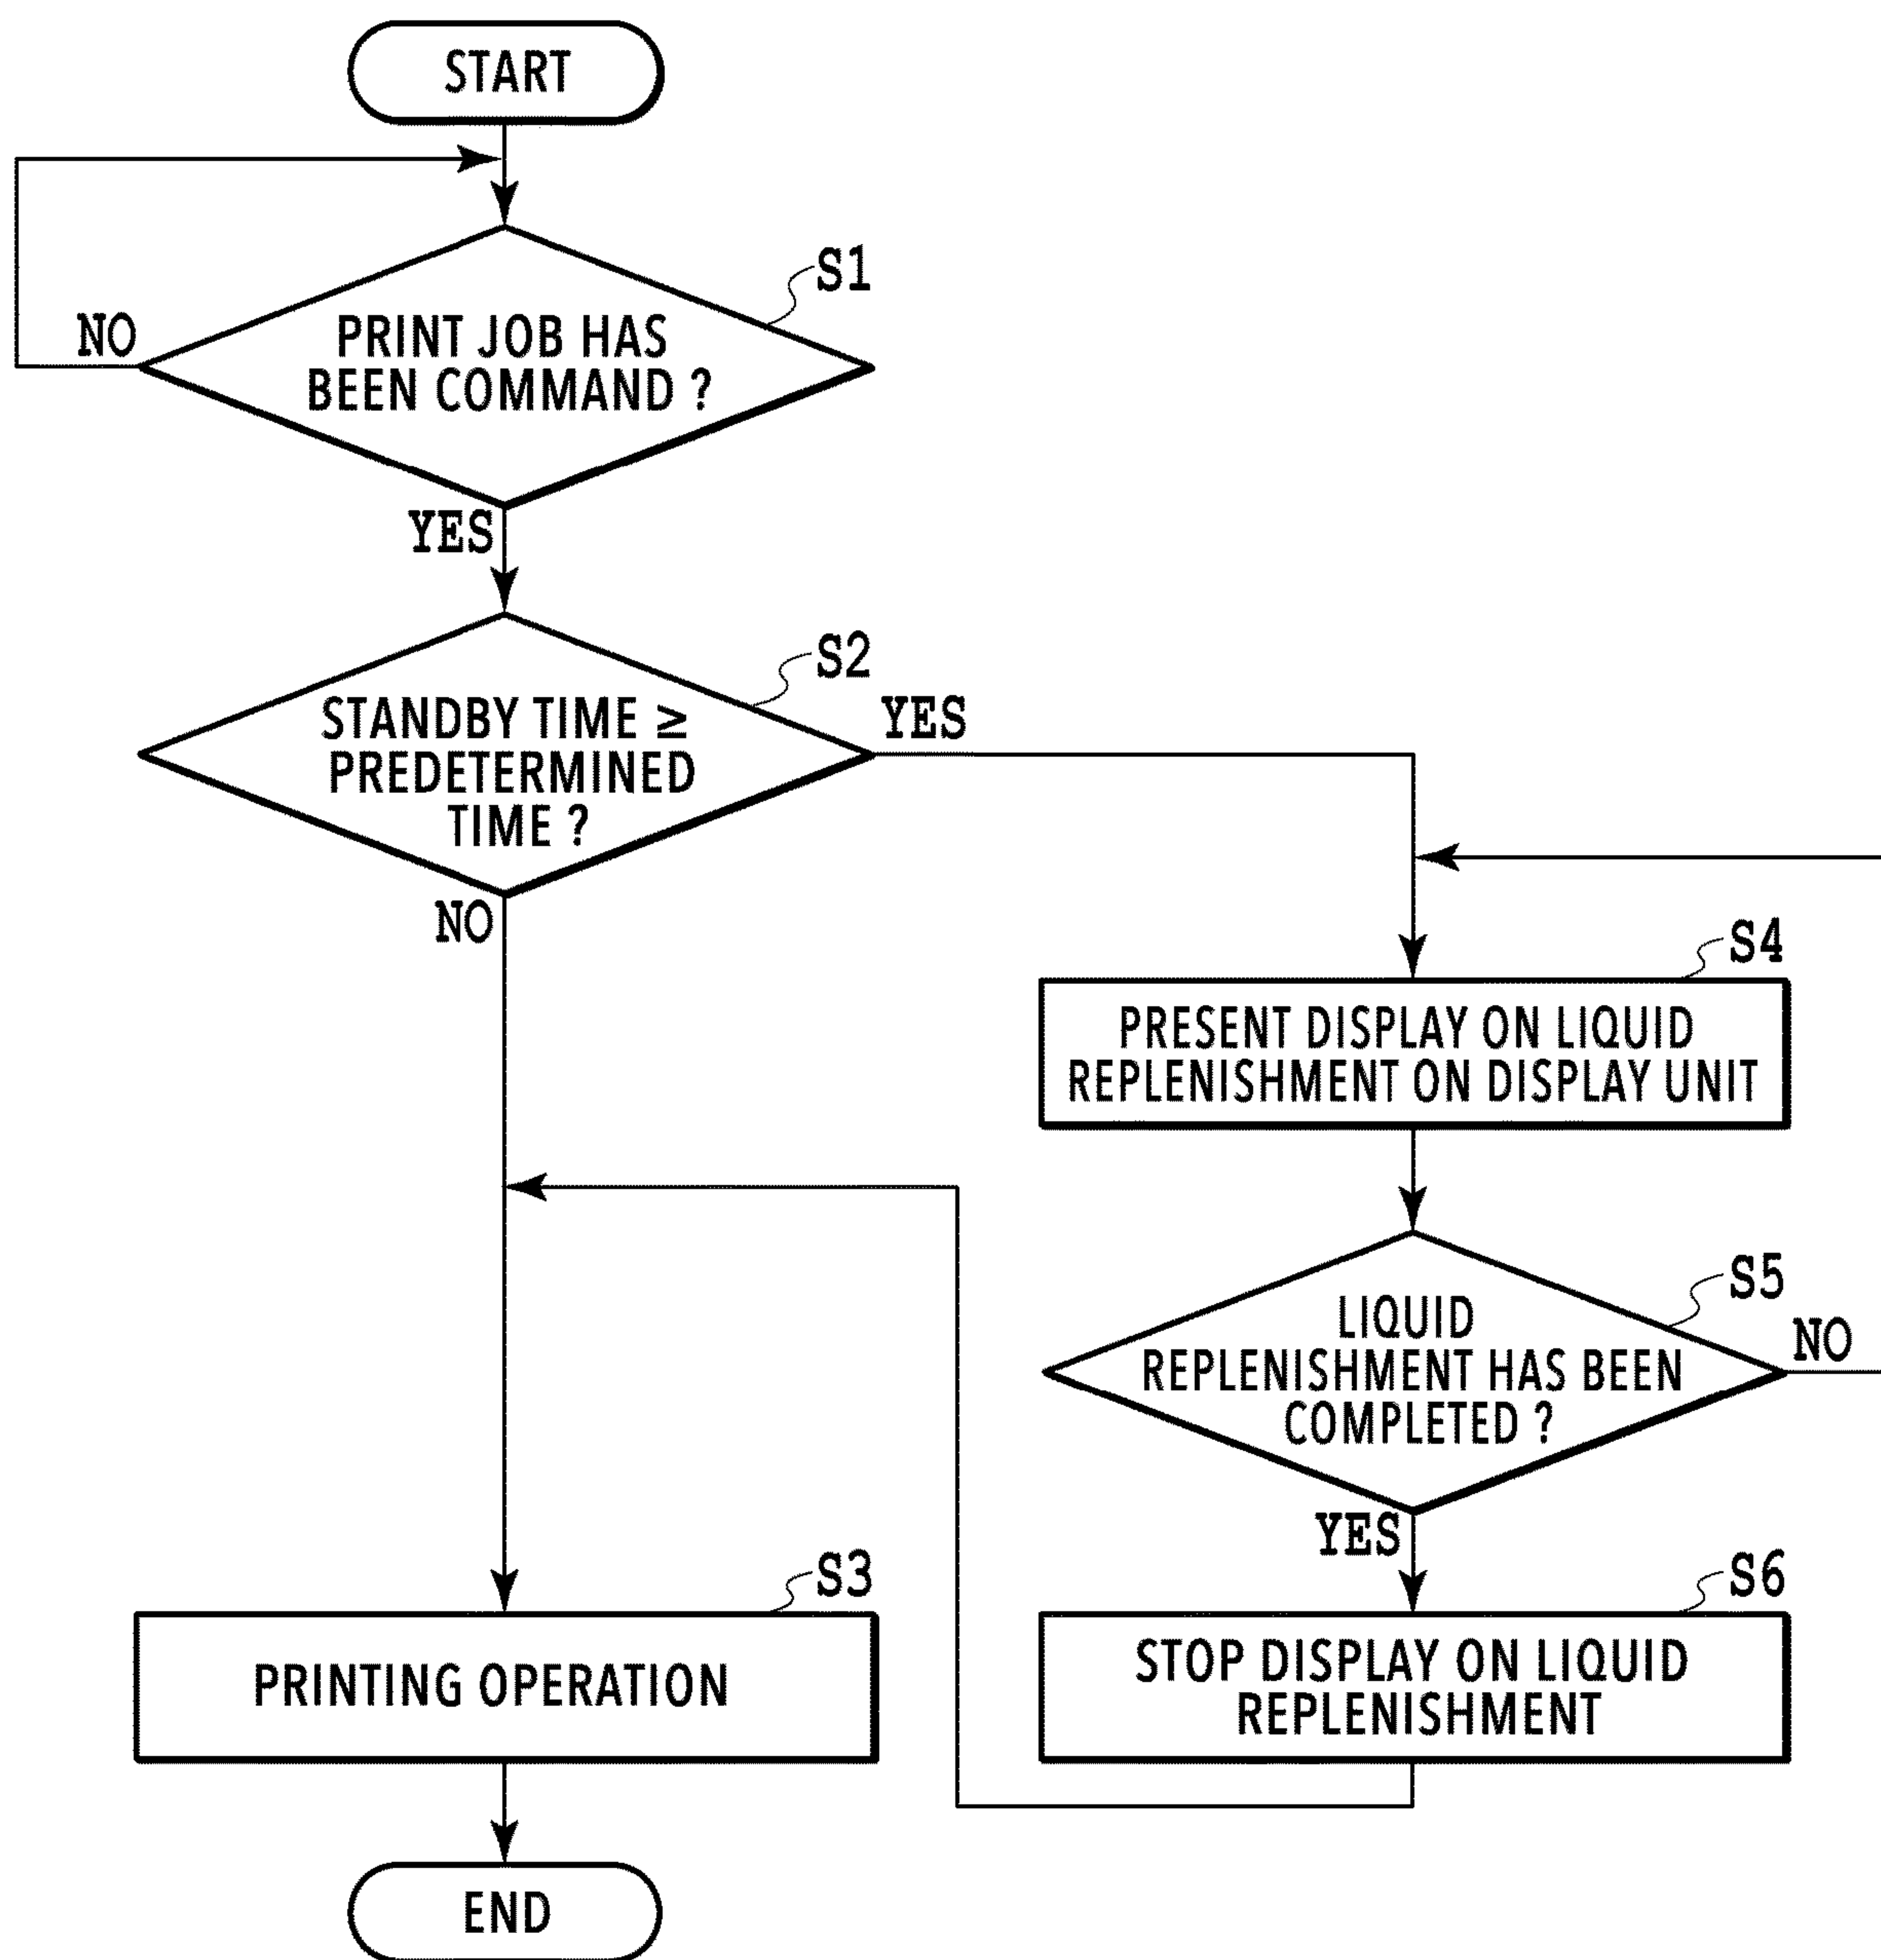 START
S1
NO
PRINT JOB HAS
BEEN COMMAND ?
YES
S2
STANDBY TIME ≥
PREDETERMINED
TIME ?
YES
NO
S4
PRESENT DISPLAY ON LIQUID
REPLENISHMENT ON DISPLAY UNIT
S5
LIQUID
REPLENISHMENT HAS BEEN
COMPLETED ?
NO
YES
S3
PRINTING OPERATION
S6
STOP DISPLAY ON LIQUID
REPLENISHMENT
END